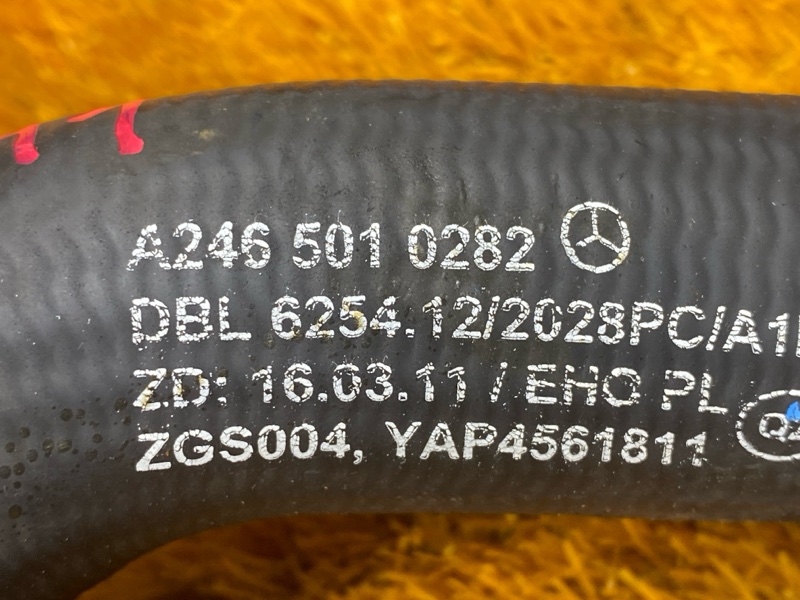 A246 501 0282
DBL 6254.12/2028PC/A1
ZD: 16.03.11 / EHO PL
ZGS004, YAP4561811